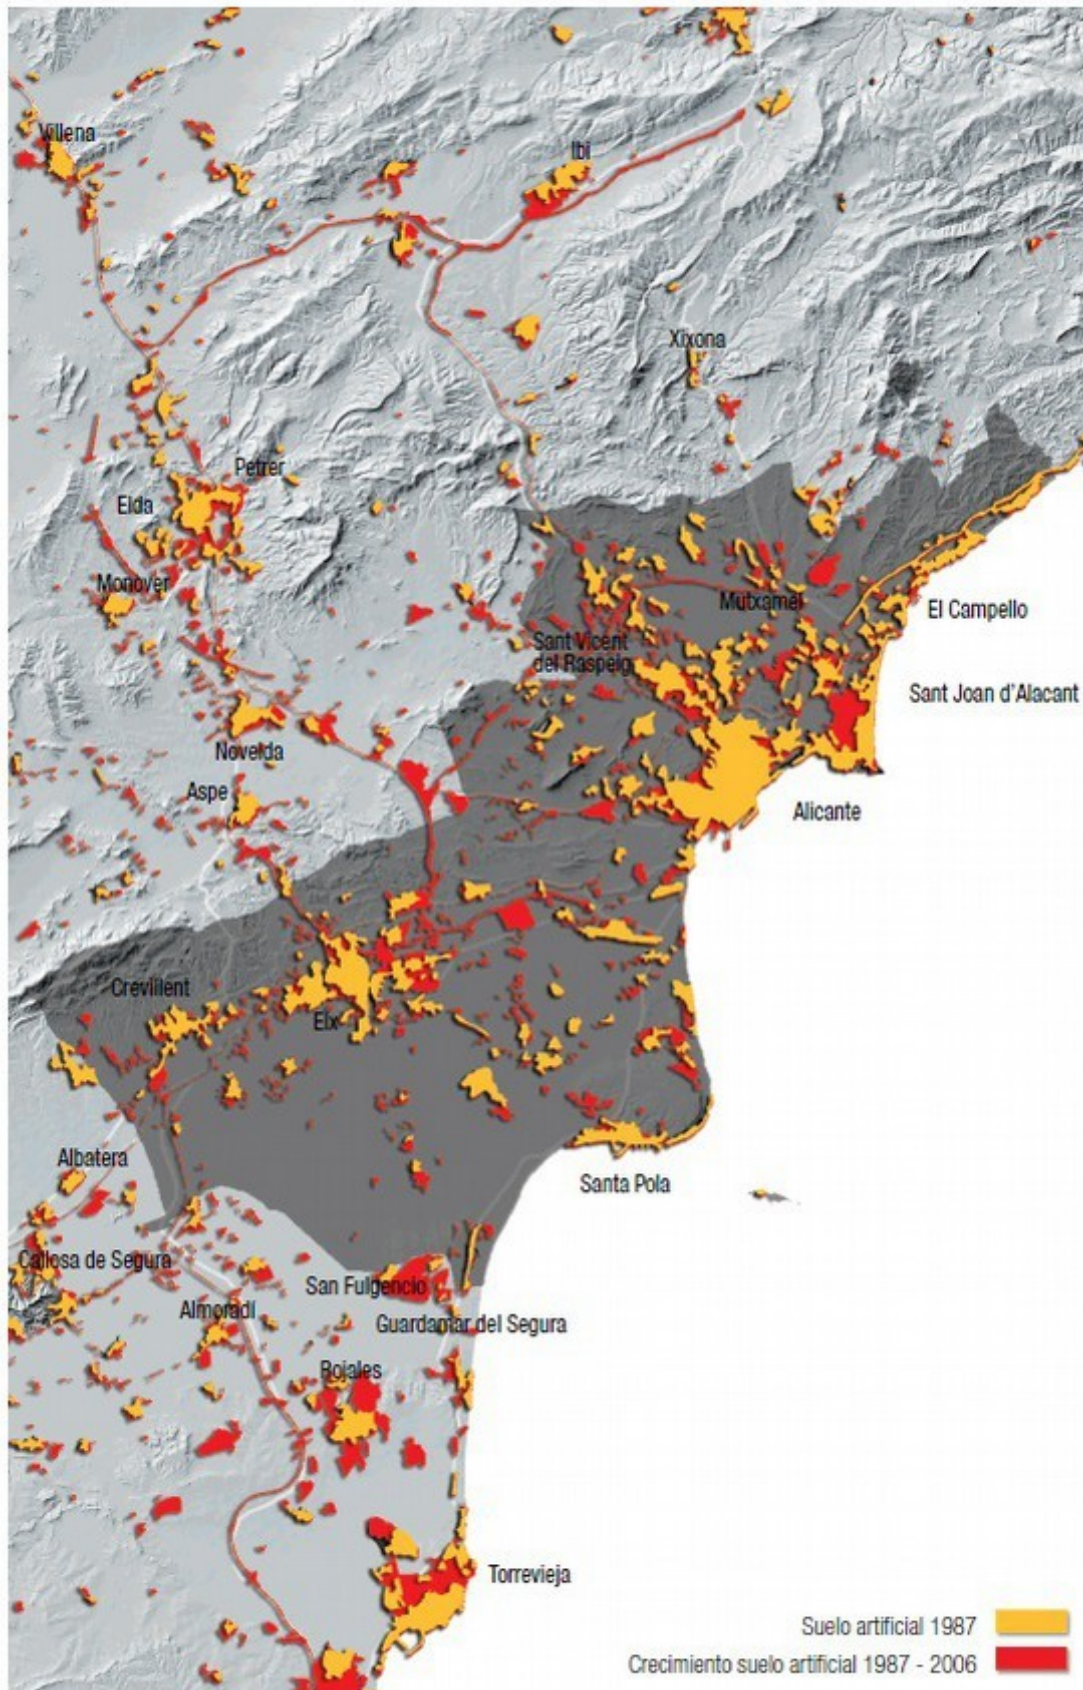 Villena
Ibi
Xixona
Petrer
Elda
Monover
Mutxamel
El Campello
Sant Vicent
del Raspeig
Sant Joan d'Alacant
Novelda
Aspe
Alicante
Crevillent
Elx
Albatera
Santa Pola
Callosa de Segura
San Fulgencio
Almoradí
Guardamar del Segura
Rojales
Torrevieja
Suelo artificial 1987
Crecimiento suelo artificial 1987 - 2006